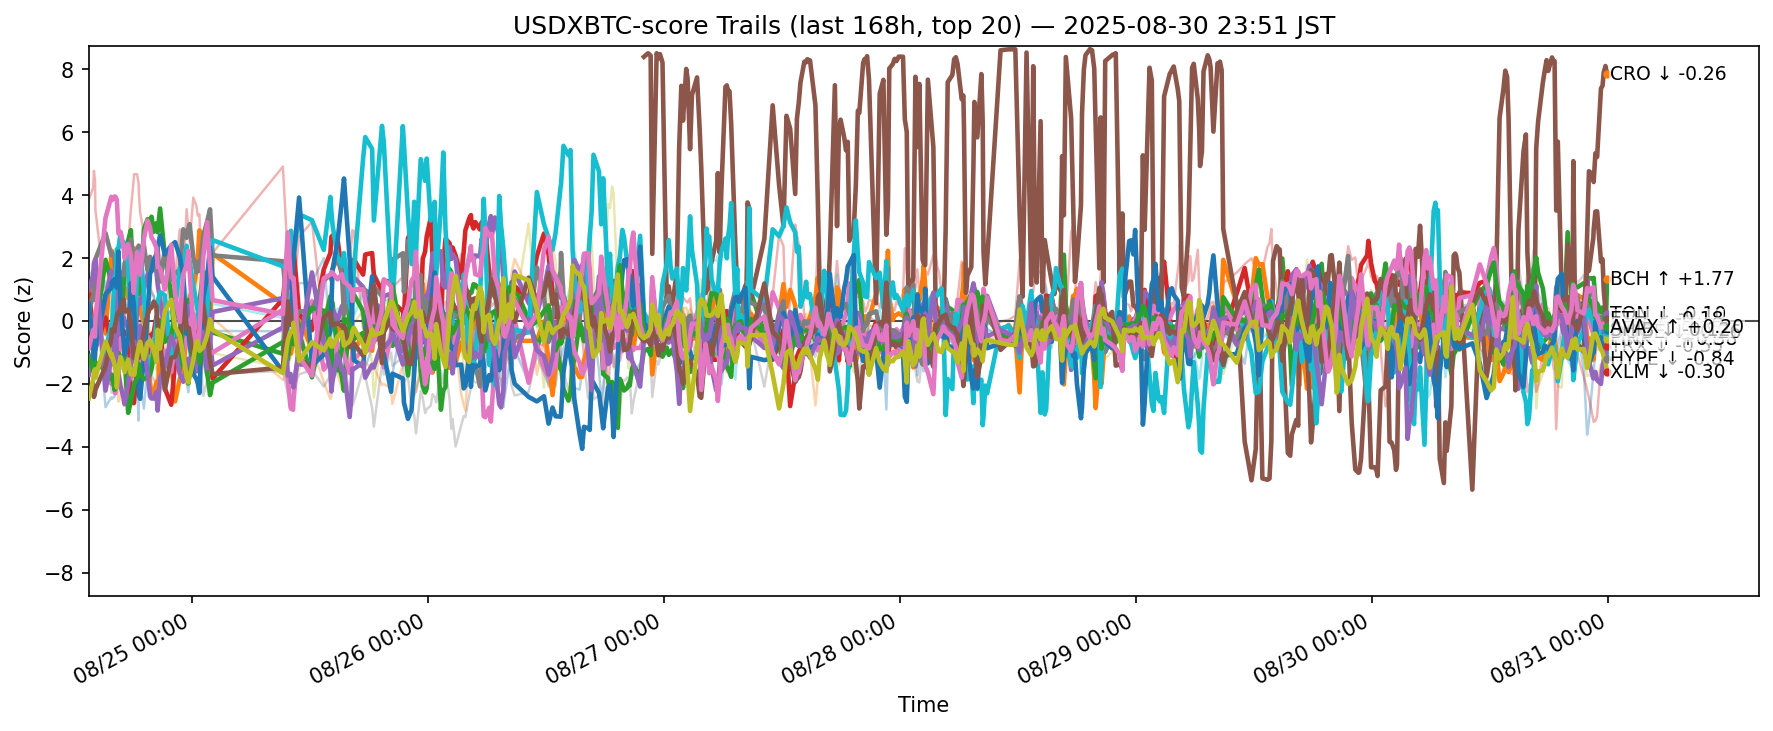 USDXBTC-score Trails (last 168h, top 20) — 2025-08-30 23:51 JST
Score (z)
8
6
4
2
0
−2
−4
−6
−8
CRO ↓ -0.26
BCH ↑ +1.77
AVAX ↑ +0.20
HYPE ↓ -0.84
XLM ↓ -0.30
08/25 00:00
08/26 00:00
08/27 00:00
08/28 00:00
08/29 00:00
08/30 00:00
08/31 00:00
Time